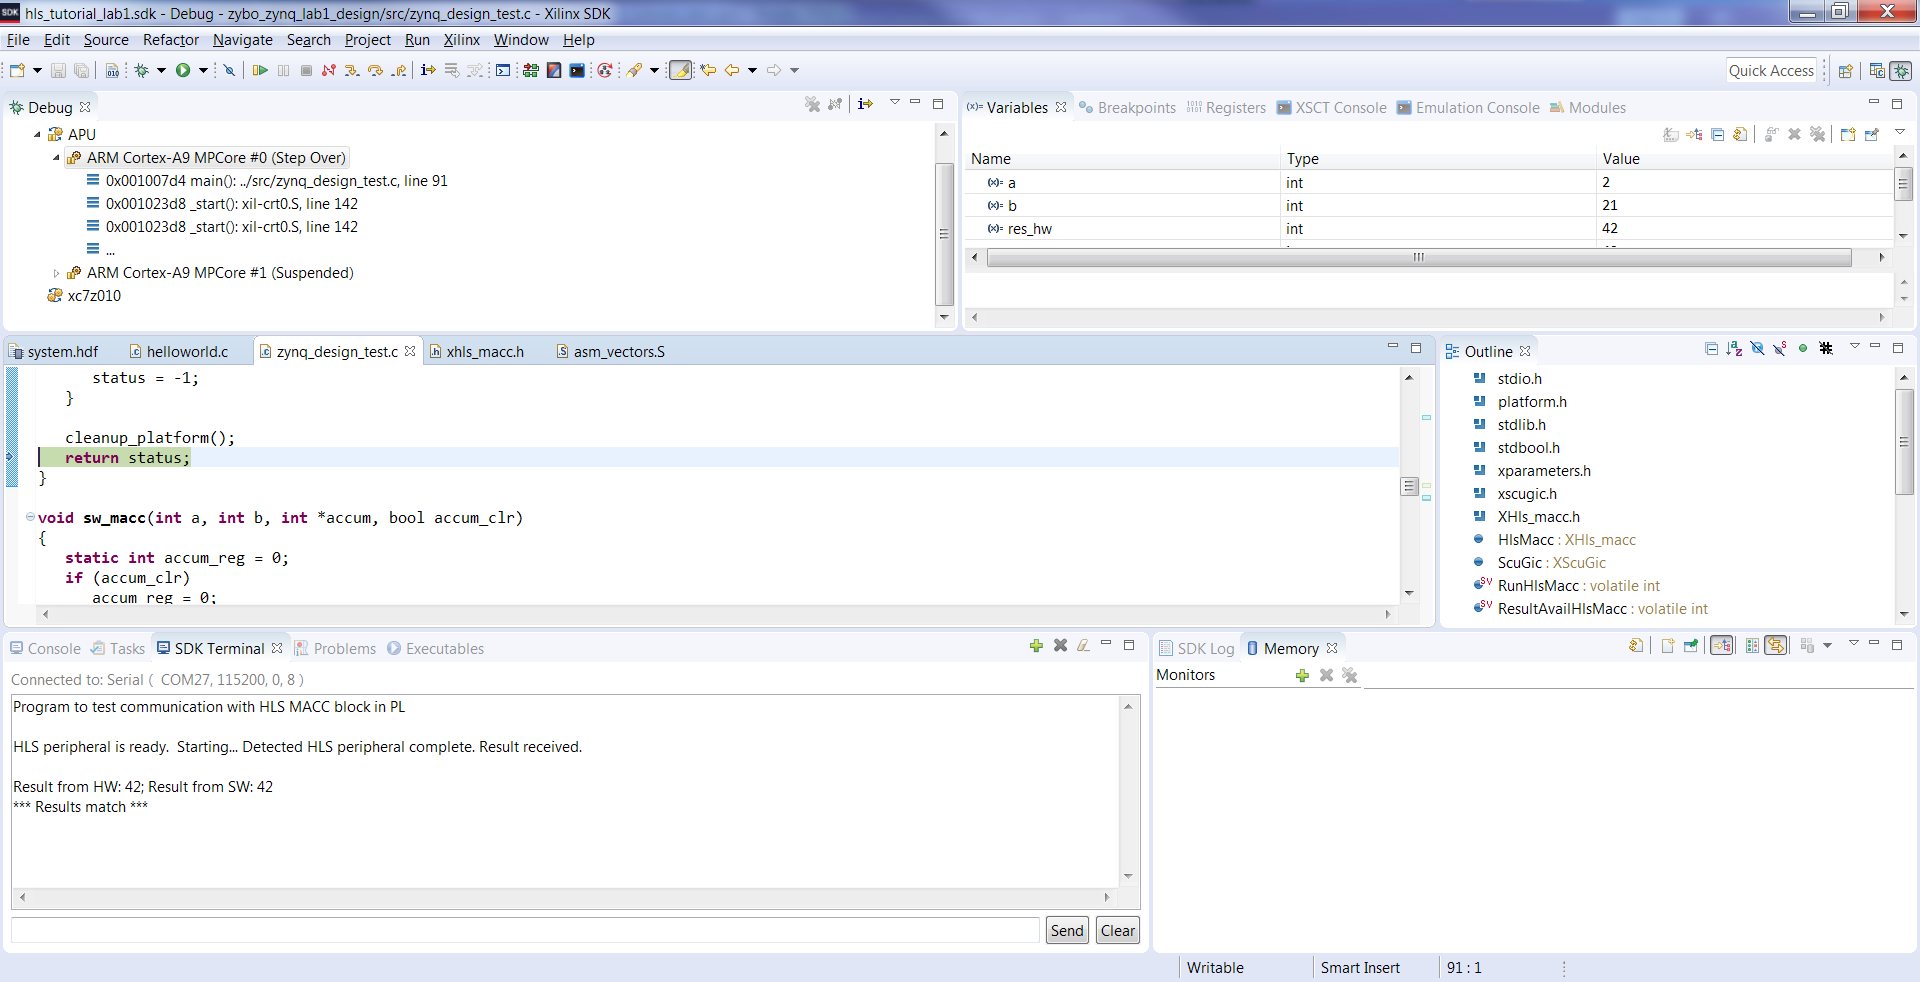 hls_tutorial_lab1.sdk - Debug - zybo_zynq_lab1_design/src/zynq_design_test.c - Xilinx SDK
File Edit Source Refactor Navigate Search Project Run Xilinx Window Help
Quick Access
Debug
APU
ARM Cortex-A9 MPCore #0 (Step Over)
0x001007d4 main(): ../src/zynq_design_test.c, line 91
0x001023d8 _start(): xil-crt0.S, line 142
0x001023d8 _start(): xil-crt0.S, line 142
...
ARM Cortex-A9 MPCore #1 (Suspended)
xc7z010
(x)= Variables Breakpoints Registers XSCT Console Emulation Console Modules
Name Type Value
(x)= a int 2
(x)= b int 21
(x)= res_hw int 42
system.hdf helloworld.c zynq_design_test.c xhls_macc.h asm_vectors.S
status = -1;
}
cleanup_platform();
return status;
}
void sw_macc(int a, int b, int *accum, bool accum_clr)
{
static int accum_reg = 0;
if (accum_clr)
accum_reg = 0;
Outline
stdio.h
platform.h
stdlib.h
stdbool.h
xparameters.h
xscugic.h
XHls_macc.h
HlsMacc : XHls_macc
ScuGic : XScuGic
RunHlsMacc : volatile int
ResultAvailHlsMacc : volatile int
Console Tasks SDK Terminal Problems Executables
Connected to: Serial ( COM27, 115200, 0, 8 )
Program to test communication with HLS MACC block in PL
HLS peripheral is ready.  Starting... Detected HLS peripheral complete. Result received.
Result from HW: 42; Result from SW: 42
*** Results match ***
Send Clear
SDK Log Memory
Monitors
Writable Smart Insert 91 : 1